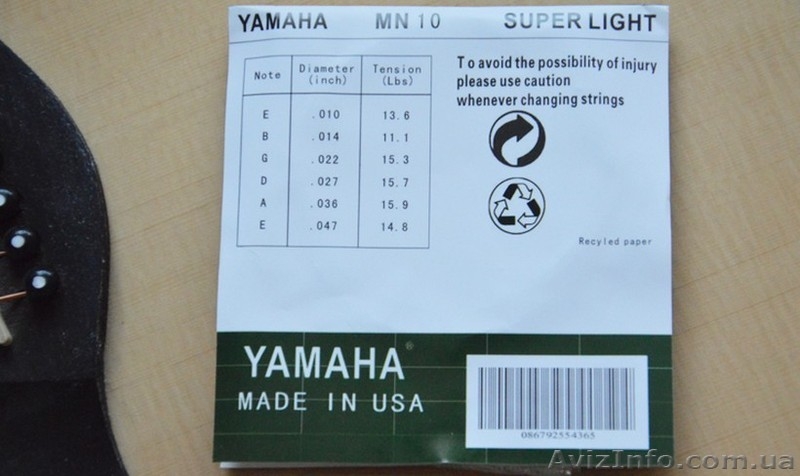 YAMAHA MN 10 SUPER LIGHT
Note Diameter (inch) Tension (Lbs)
E .010 13.6
B .014 11.1
G .022 15.3
D .027 15.7
A .036 15.9
E .047 14.8
To avoid the possibility of injury
please use caution
whenever changing strings
Recyled paper
YAMAHA®
MADE IN USA
086792554365
AvizInfo.com.ua